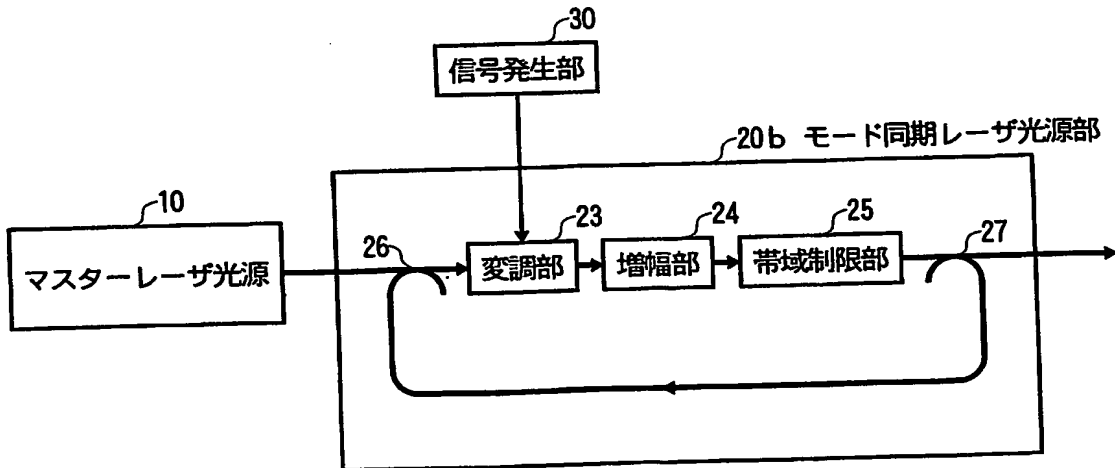 30
信号発生部
20b モード同期レーザ光源部
10
マスターレーザ光源
26
23
変調部
24
増幅部
25
帯域制限部
27